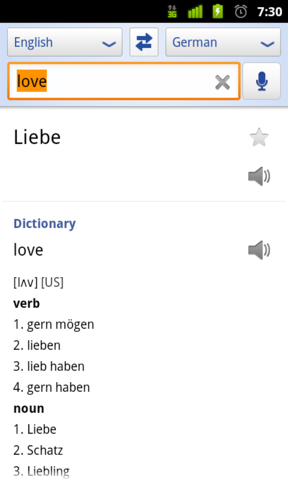 3G
7:30
English
German
love
Liebe
Dictionary
love
[lʌv] [US]
verb
1. gern mögen
2. lieben
3. lieb haben
4. gern haben
noun
1. Liebe
2. Schatz
3. Liebling